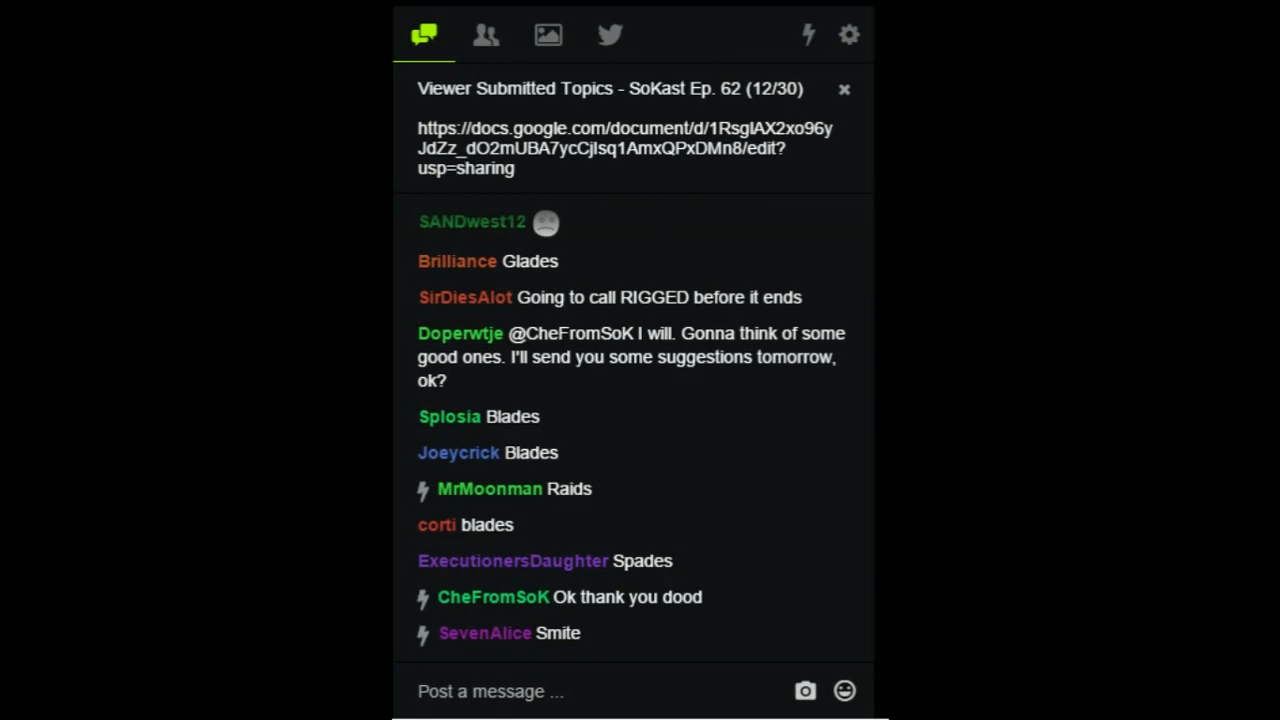 Viewer Submitted Topics - SoKast Ep. 62 (12/30)
https://docs.google.com/document/d/1RsglAX2xo96y
JdZz_dO2mUBA7ycCjlsq1AmxQPxDMn8/edit?
usp=sharing
SANDwest12
Brilliance Glades
SirDiesAlot Going to call RIGGED before it ends
Doperwtje @CheFromSoK I will. Gonna think of some
good ones. I'll send you some suggestions tomorrow,
ok?
Splosia Blades
Joeycrick Blades
MrMoonman Raids
corti blades
ExecutionersDaughter Spades
CheFromSoK Ok thank you dood
SevenAlice Smite
Post a message ...